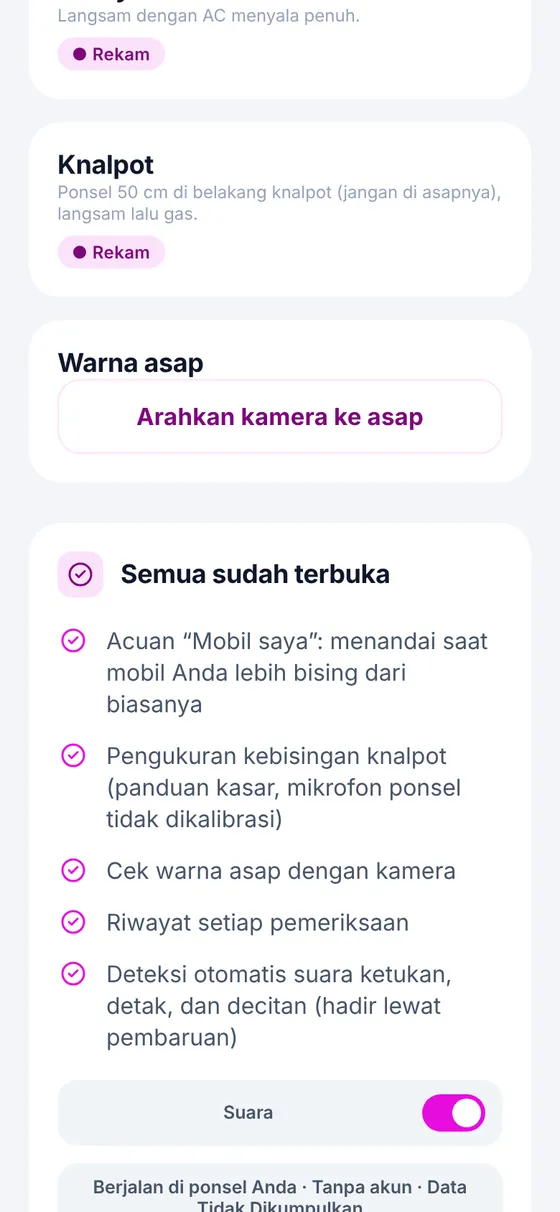 Langsam dengan AC menyala penuh.
Rekam
Knalpot
Ponsel 50 cm di belakang knalpot (jangan di asapnya),
langsam lalu gas.
Rekam
Warna asap
Arahkan kamera ke asap
Semua sudah terbuka
Acuan “Mobil saya”: menandai saat
mobil Anda lebih bising dari
biasanya
Pengukuran kebisingan knalpot
(panduan kasar, mikrofon ponsel
tidak dikalibrasi)
Cek warna asap dengan kamera
Riwayat setiap pemeriksaan
Deteksi otomatis suara ketukan,
detak, dan decitan (hadir lewat
pembaruan)
Suara
Berjalan di ponsel Anda · Tanpa akun · Data
Tidak Dikumpulkan